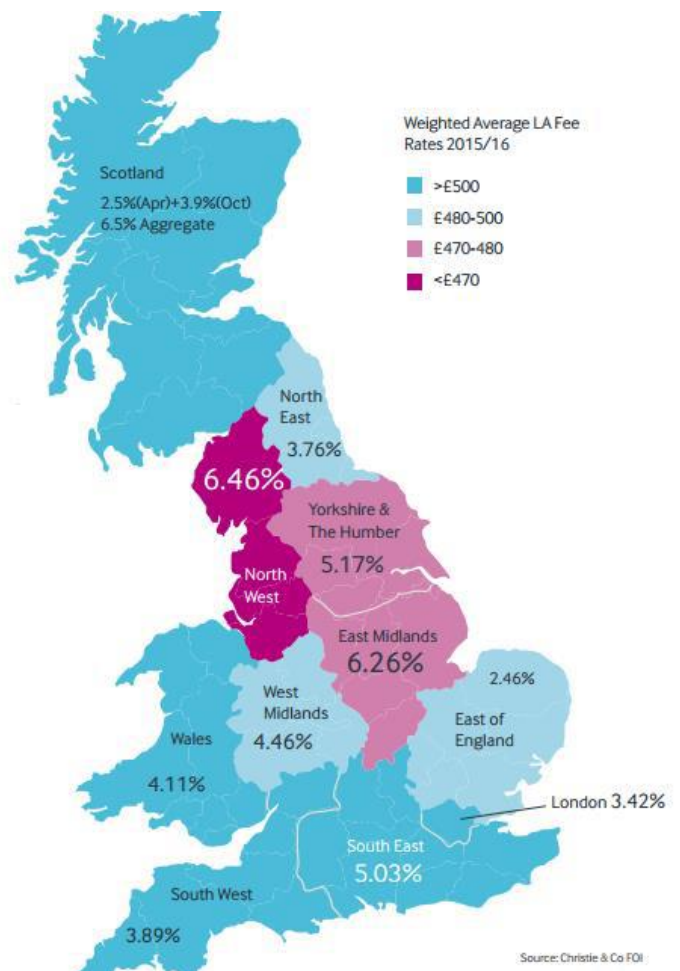 Weighted Average LA Fee
Rates 2015/16
>£500
£480-500
£470-480
<£470
Scotland
2.5%(Apr)+3.9%(Oct)
6.5% Aggregate
North
East
3.76%
6.46%
Yorkshire &
The Humber
5.17%
North
West
East Midlands
6.26%
2.46%
East of
England
West
Midlands
4.46%
Wales
4.11%
London 3.42%
South East
5.03%
South West
3.89%
Source: Christie & Co FOI